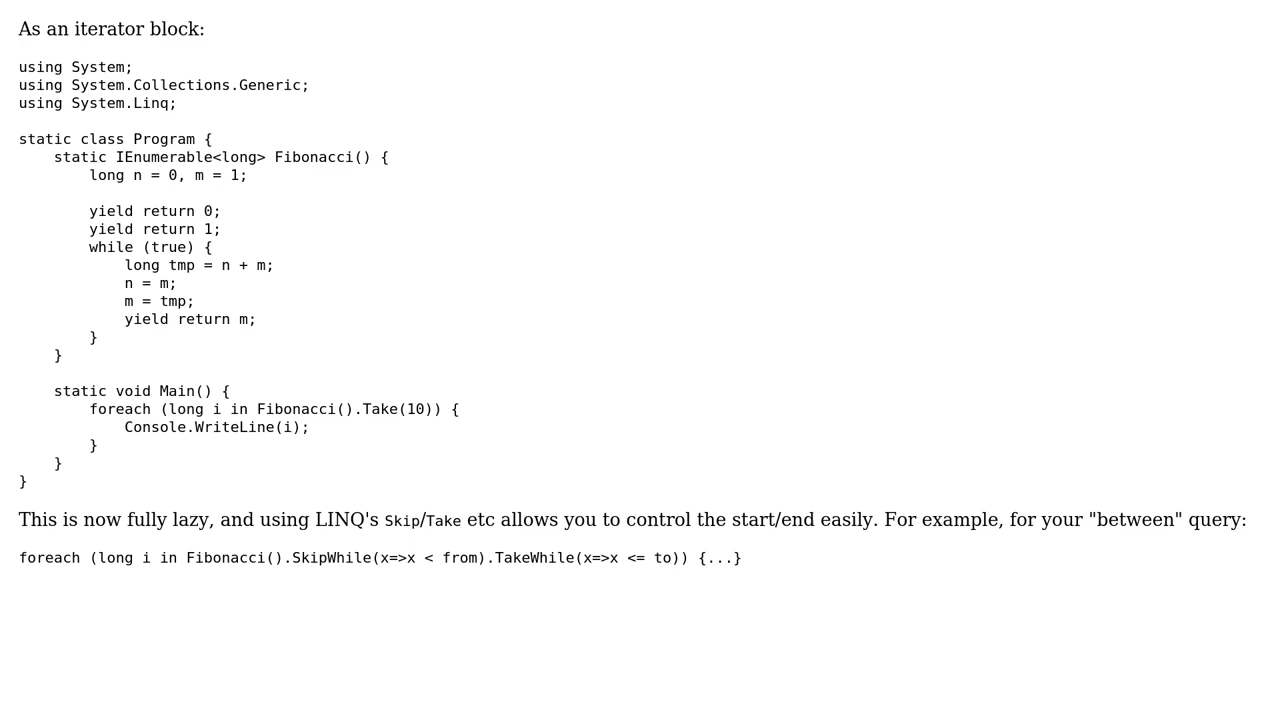 As an iterator block:
using System;
using System.Collections.Generic;
using System.Linq;

static class Program {
    static IEnumerable<long> Fibonacci() {
        long n = 0, m = 1;

        yield return 0;
        yield return 1;
        while (true) {
            long tmp = n + m;
            n = m;
            m = tmp;
            yield return m;
        }
    }

    static void Main() {
        foreach (long i in Fibonacci().Take(10)) {
            Console.WriteLine(i);
        }
    }
}
This is now fully lazy, and using LINQ's Skip/Take etc allows you to control the start/end easily. For example, for your "between" query:
foreach (long i in Fibonacci().SkipWhile(x=>x < from).TakeWhile(x=>x <= to)) {...}